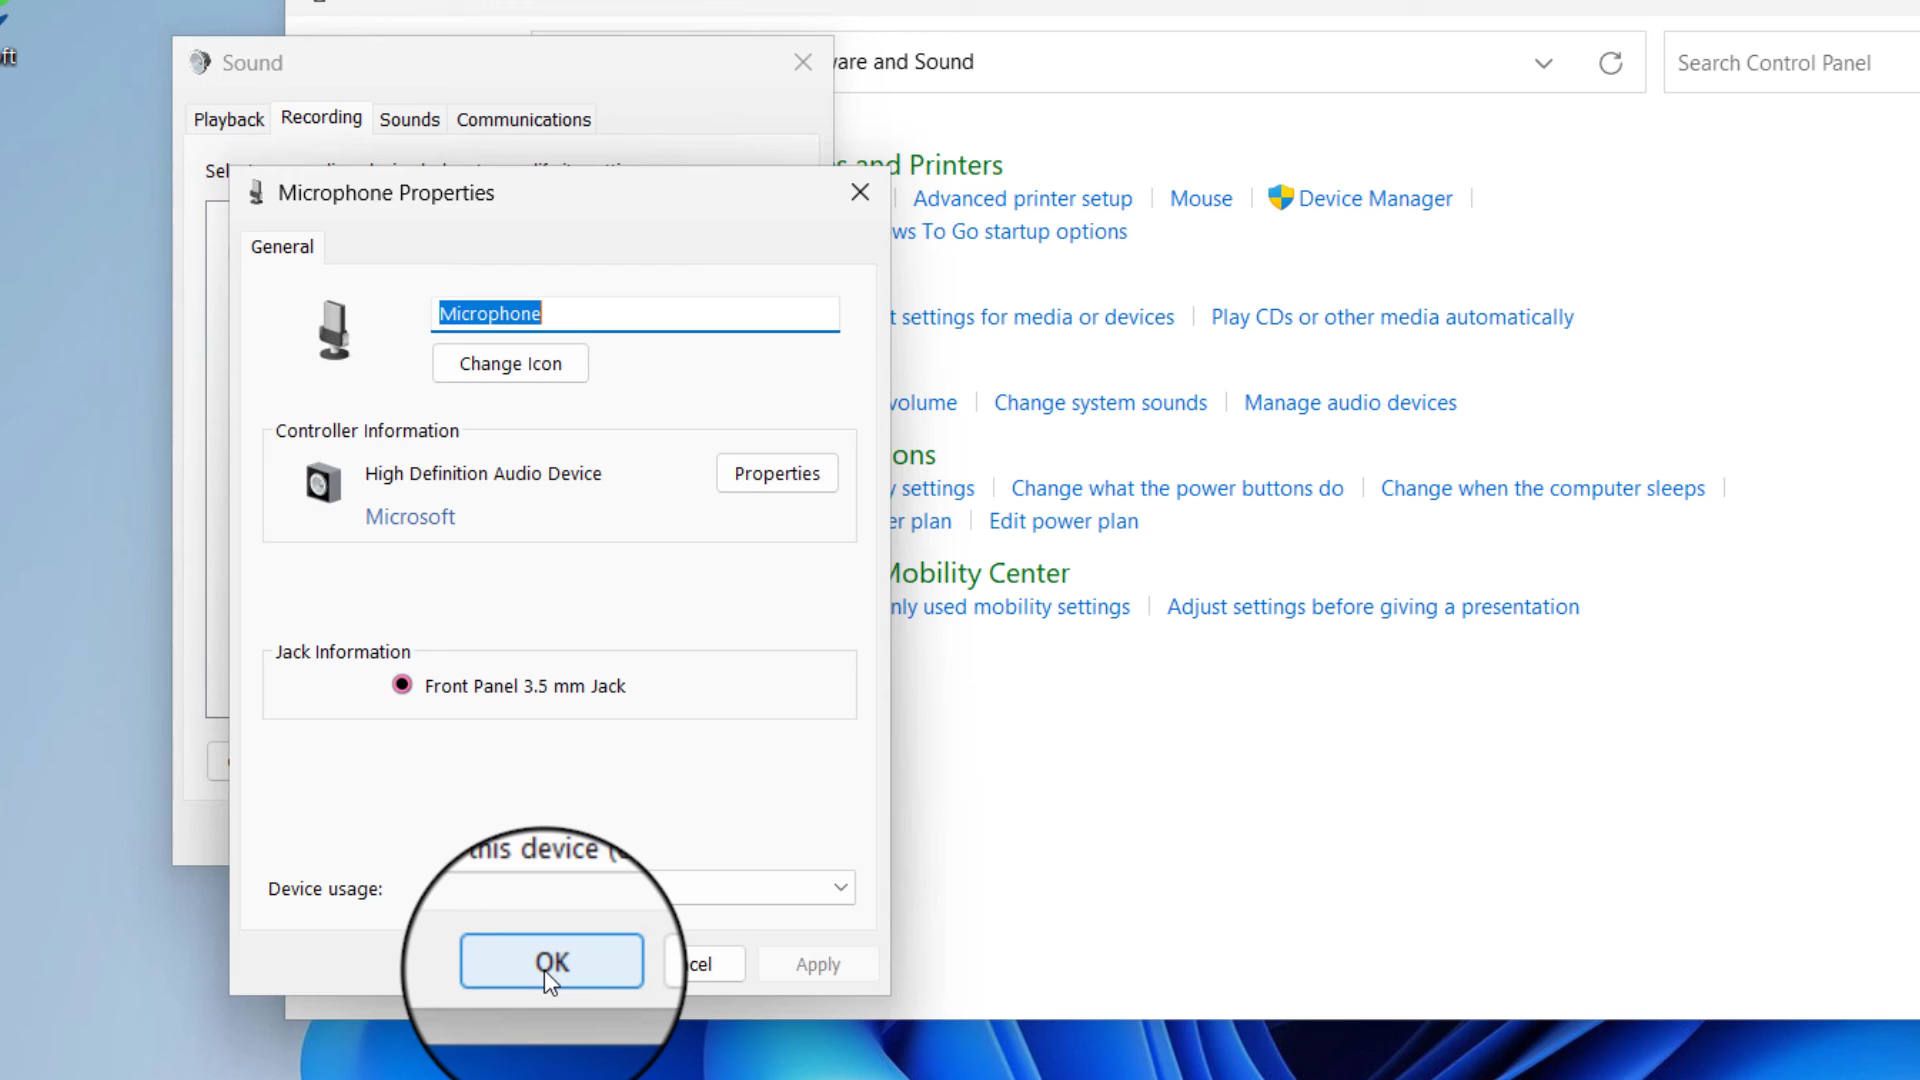 ft
Sound
ware and Sound
Search Control Panel
Playback
Recording
Sounds
Communications
Sel
s and Printers
Microphone Properties
Advanced printer setup
Mouse
Device Manager
ws To Go startup options
General
Microphone
t settings for media or devices
Play CDs or other media automatically
Change Icon
volume
Change system sounds
Manage audio devices
Controller Information
ons
High Definition Audio Device
Properties
y settings
Change what the power buttons do
Change when the computer sleeps
Microsoft
er plan
Edit power plan
Mobility Center
nly used mobility settings
Adjust settings before giving a presentation
Jack Information
Front Panel 3.5 mm Jack
this device (
Device usage:
OK
cel
Apply